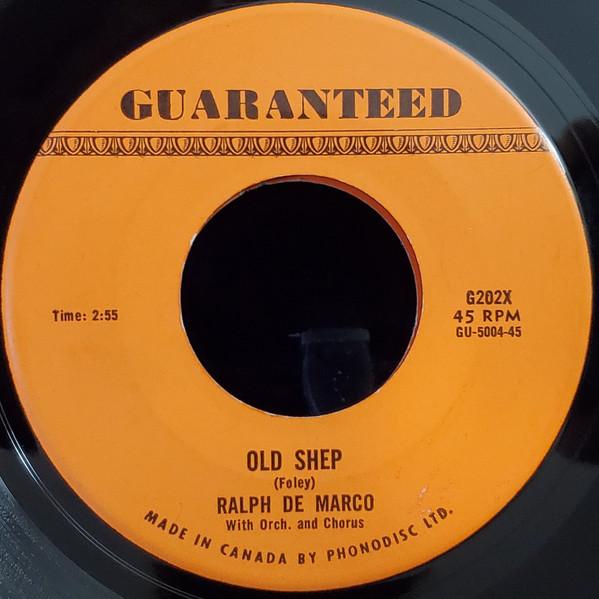 GUARANTEED
Time: 2:55
G202X
45 RPM
GU-5004-45
OLD SHEP
(Foley)
RALPH DE MARCO
With Orch. and Chorus
MADE IN CANADA BY PHONODISC LTD.